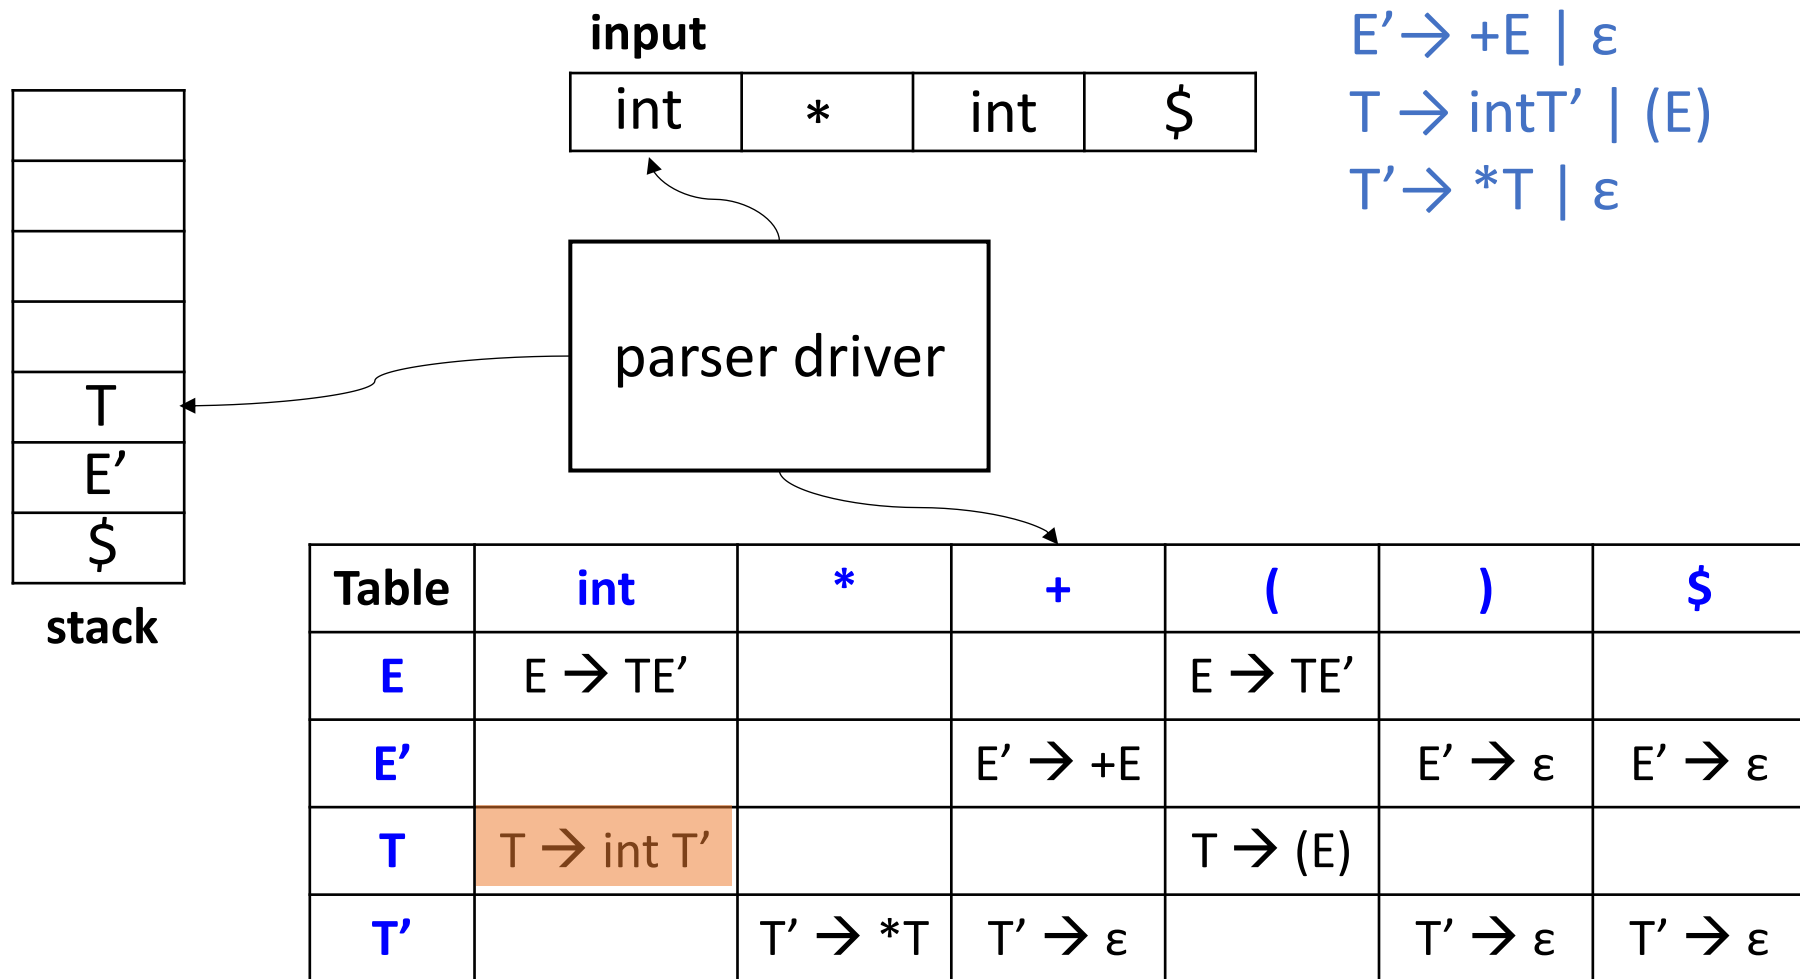 input
int * int $
E’→ +E | ε
T → intT’ | (E)
T’→ *T | ε
parser driver
T
E’
$
stack
Table int * + ( ) $
E E → TE’ E → TE’
E’ E’ → +E E’ → ε E’ → ε
T T → int T’ T → (E)
T’ T’ → *T T’ → ε T’ → ε T’ → ε